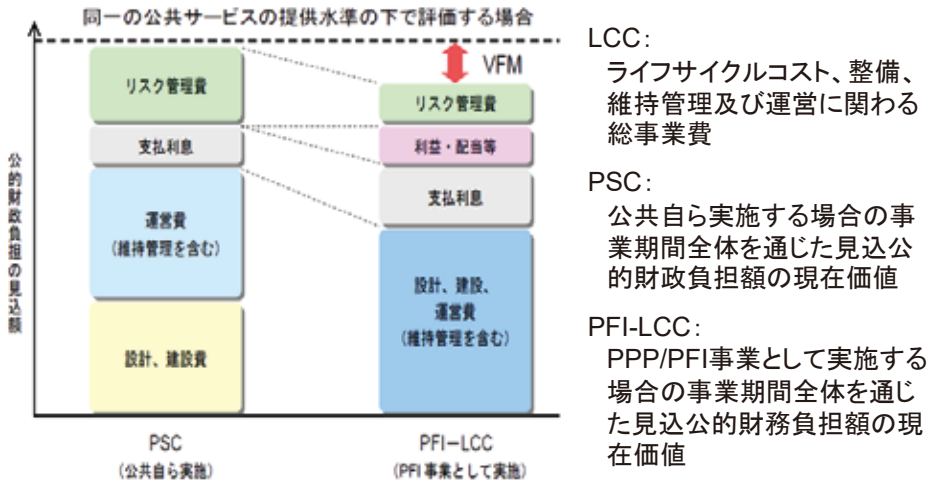 同一の公共サービスの提供水準の下で評価する場合
VFM
リスク管理費
支払利息
運営費
(維持管理を含む)
設計、建設費
リスク管理費
利益・配当等
支払利息
設計、建設、
運営費
(維持管理を含む)
公的財政負担の見込額
PSC
(公共自ら実施)
PFI−LCC
(PFI事業として実施)
LCC:
ライフサイクルコスト、整備、
維持管理及び運営に関わる
総事業費
PSC:
公共自ら実施する場合の事
業期間全体を通じた見込公
的財政負担額の現在価値
PFI-LCC:
PPP/PFI事業として実施する
場合の事業期間全体を通じ
た見込公的財務負担額の現
在価値